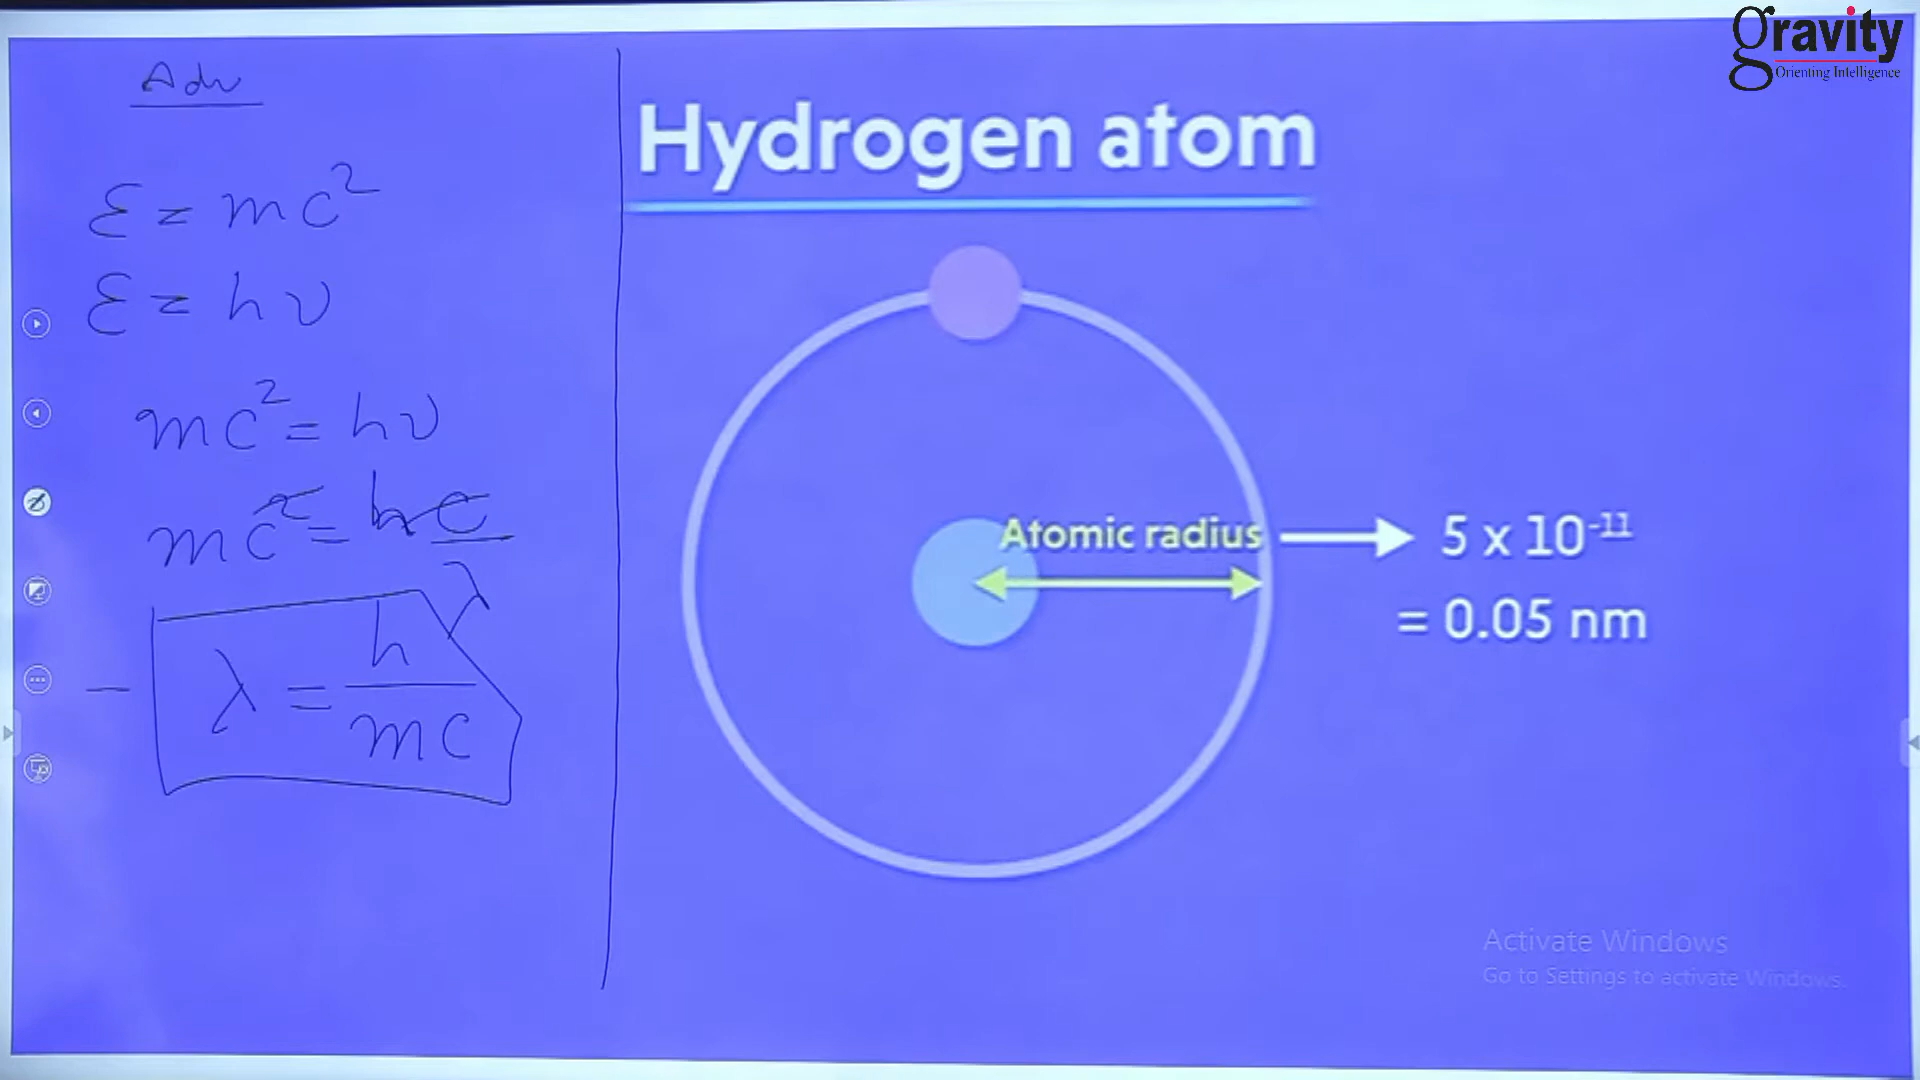 gravity
Orienting Intelligence
Adv
E = mc²
E = hν
mc² = hν
mc² = hc/λ
λ = h/mc
Hydrogen atom
Atomic radius
5 x 10⁻¹¹
= 0.05 nm
Activate Windows
Go to Settings to activate Windows.